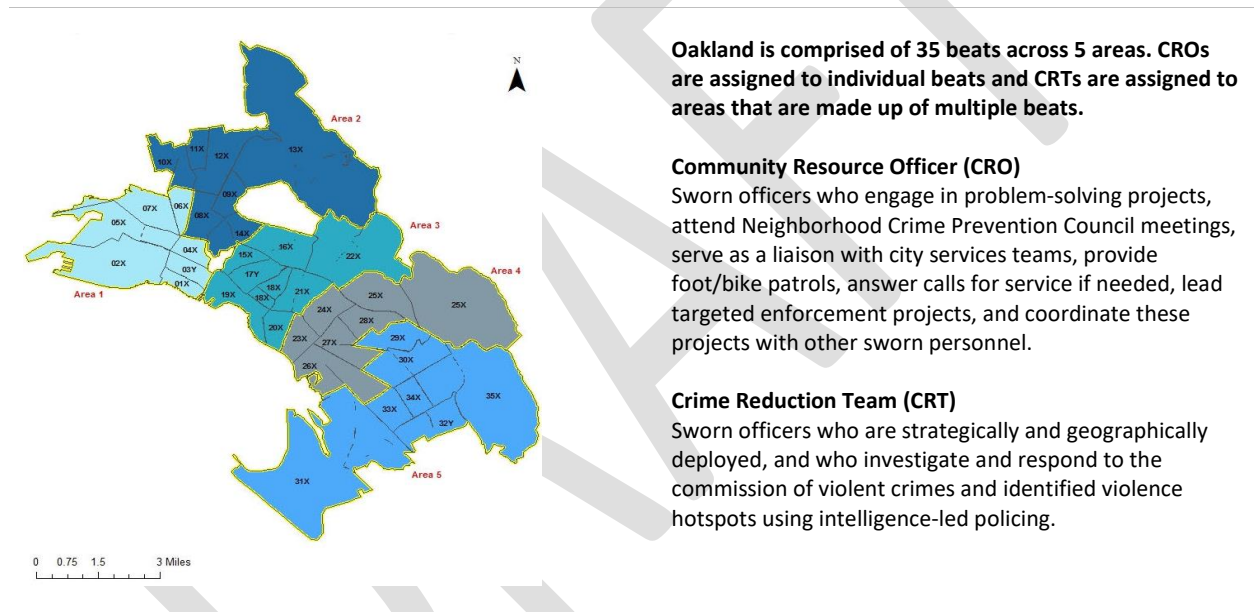 N
Area 2
11X
12X
13X
10X
09X
06X
07X
08X
05X
14X
Area 3
04X
16X
15X
22X
02X
03Y
17Y
Area 4
01X
18X
Area 1
19X
18X
21X
25X
25X
24X
20X
28X
23X
29X
27X
30X
26X
35X
34X
33X
32Y
Area 5
31X
0 0.75 1.5 3 Miles
Oakland is comprised of 35 beats across 5 areas. CROs
are assigned to individual beats and CRTs are assigned to
areas that are made up of multiple beats.
Community Resource Officer (CRO)
Sworn officers who engage in problem-solving projects,
attend Neighborhood Crime Prevention Council meetings,
serve as a liaison with city services teams, provide
foot/bike patrols, answer calls for service if needed, lead
targeted enforcement projects, and coordinate these
projects with other sworn personnel.
Crime Reduction Team (CRT)
Sworn officers who are strategically and geographically
deployed, and who investigate and respond to the
commission of violent crimes and identified violence
hotspots using intelligence-led policing.